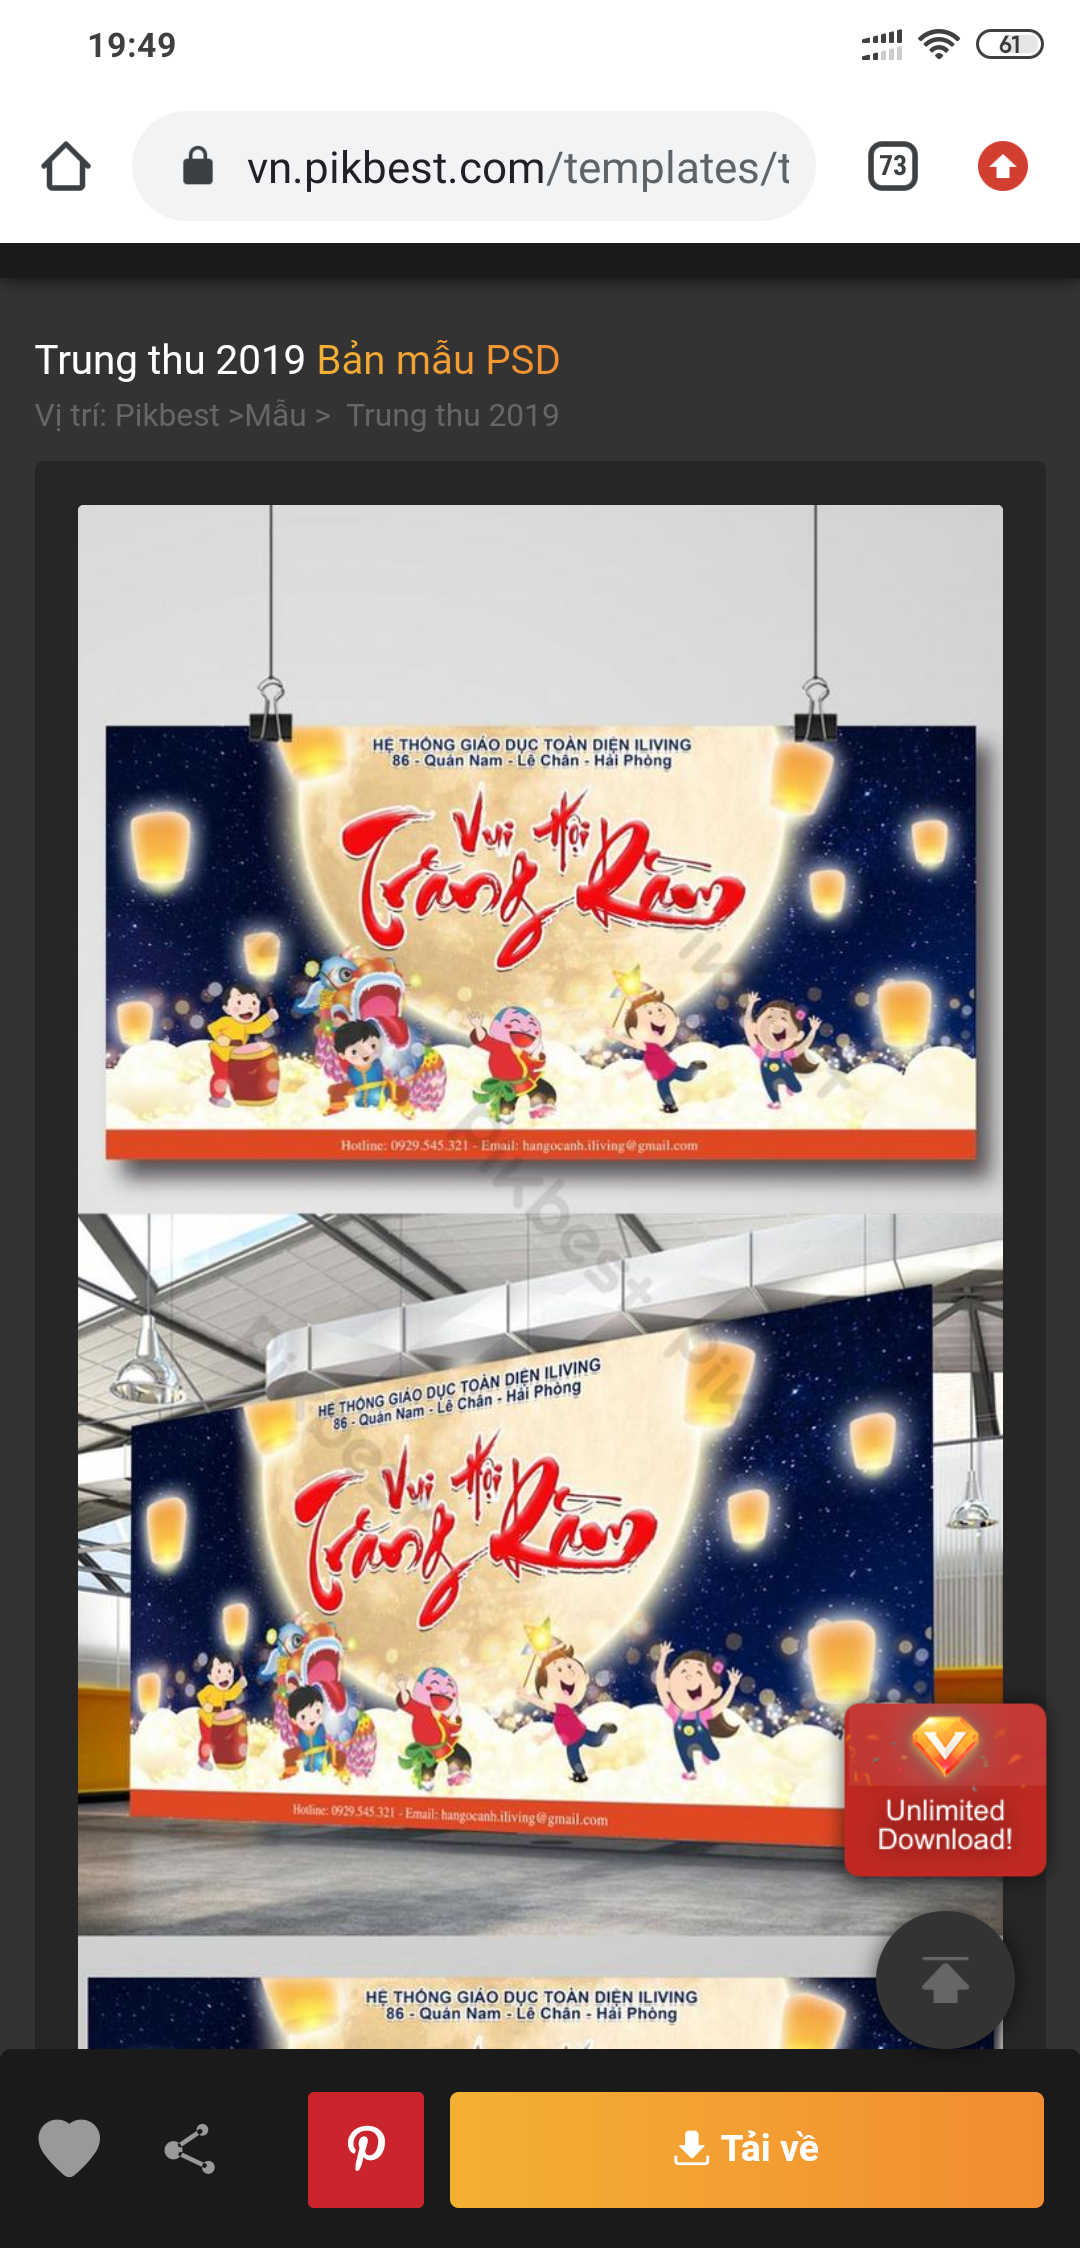 19:49
61
vn.pikbest.com/templates/t
73
Trung thu 2019 Bản mẫu PSD
Vị trí: Pikbest >Mẫu > Trung thu 2019
HỆ THỐNG GIÁO DỤC TOÀN DIỆN ILIVING
86 - Quán Nam - Lê Chân - Hải Phòng
Vui Hội
Trăng Rằm
Hotline: 0929.545.321 - Email: hangocanh.iliving@gmail.com
pikbest
HỆ THỐNG GIÁO DỤC TOÀN DIỆN ILIVING
86 - Quán Nam - Lê Chân - Hải Phòng
Vui Hội
Trăng Rằm
Hotline: 0929.545.321 - Email: hangocanh.iliving@gmail.com
Unlimited
Download!
HỆ THỐNG GIÁO DỤC TOÀN DIỆN ILIVING
86 - Quán Nam - Lê Chân - Hải Phòng
Tải về